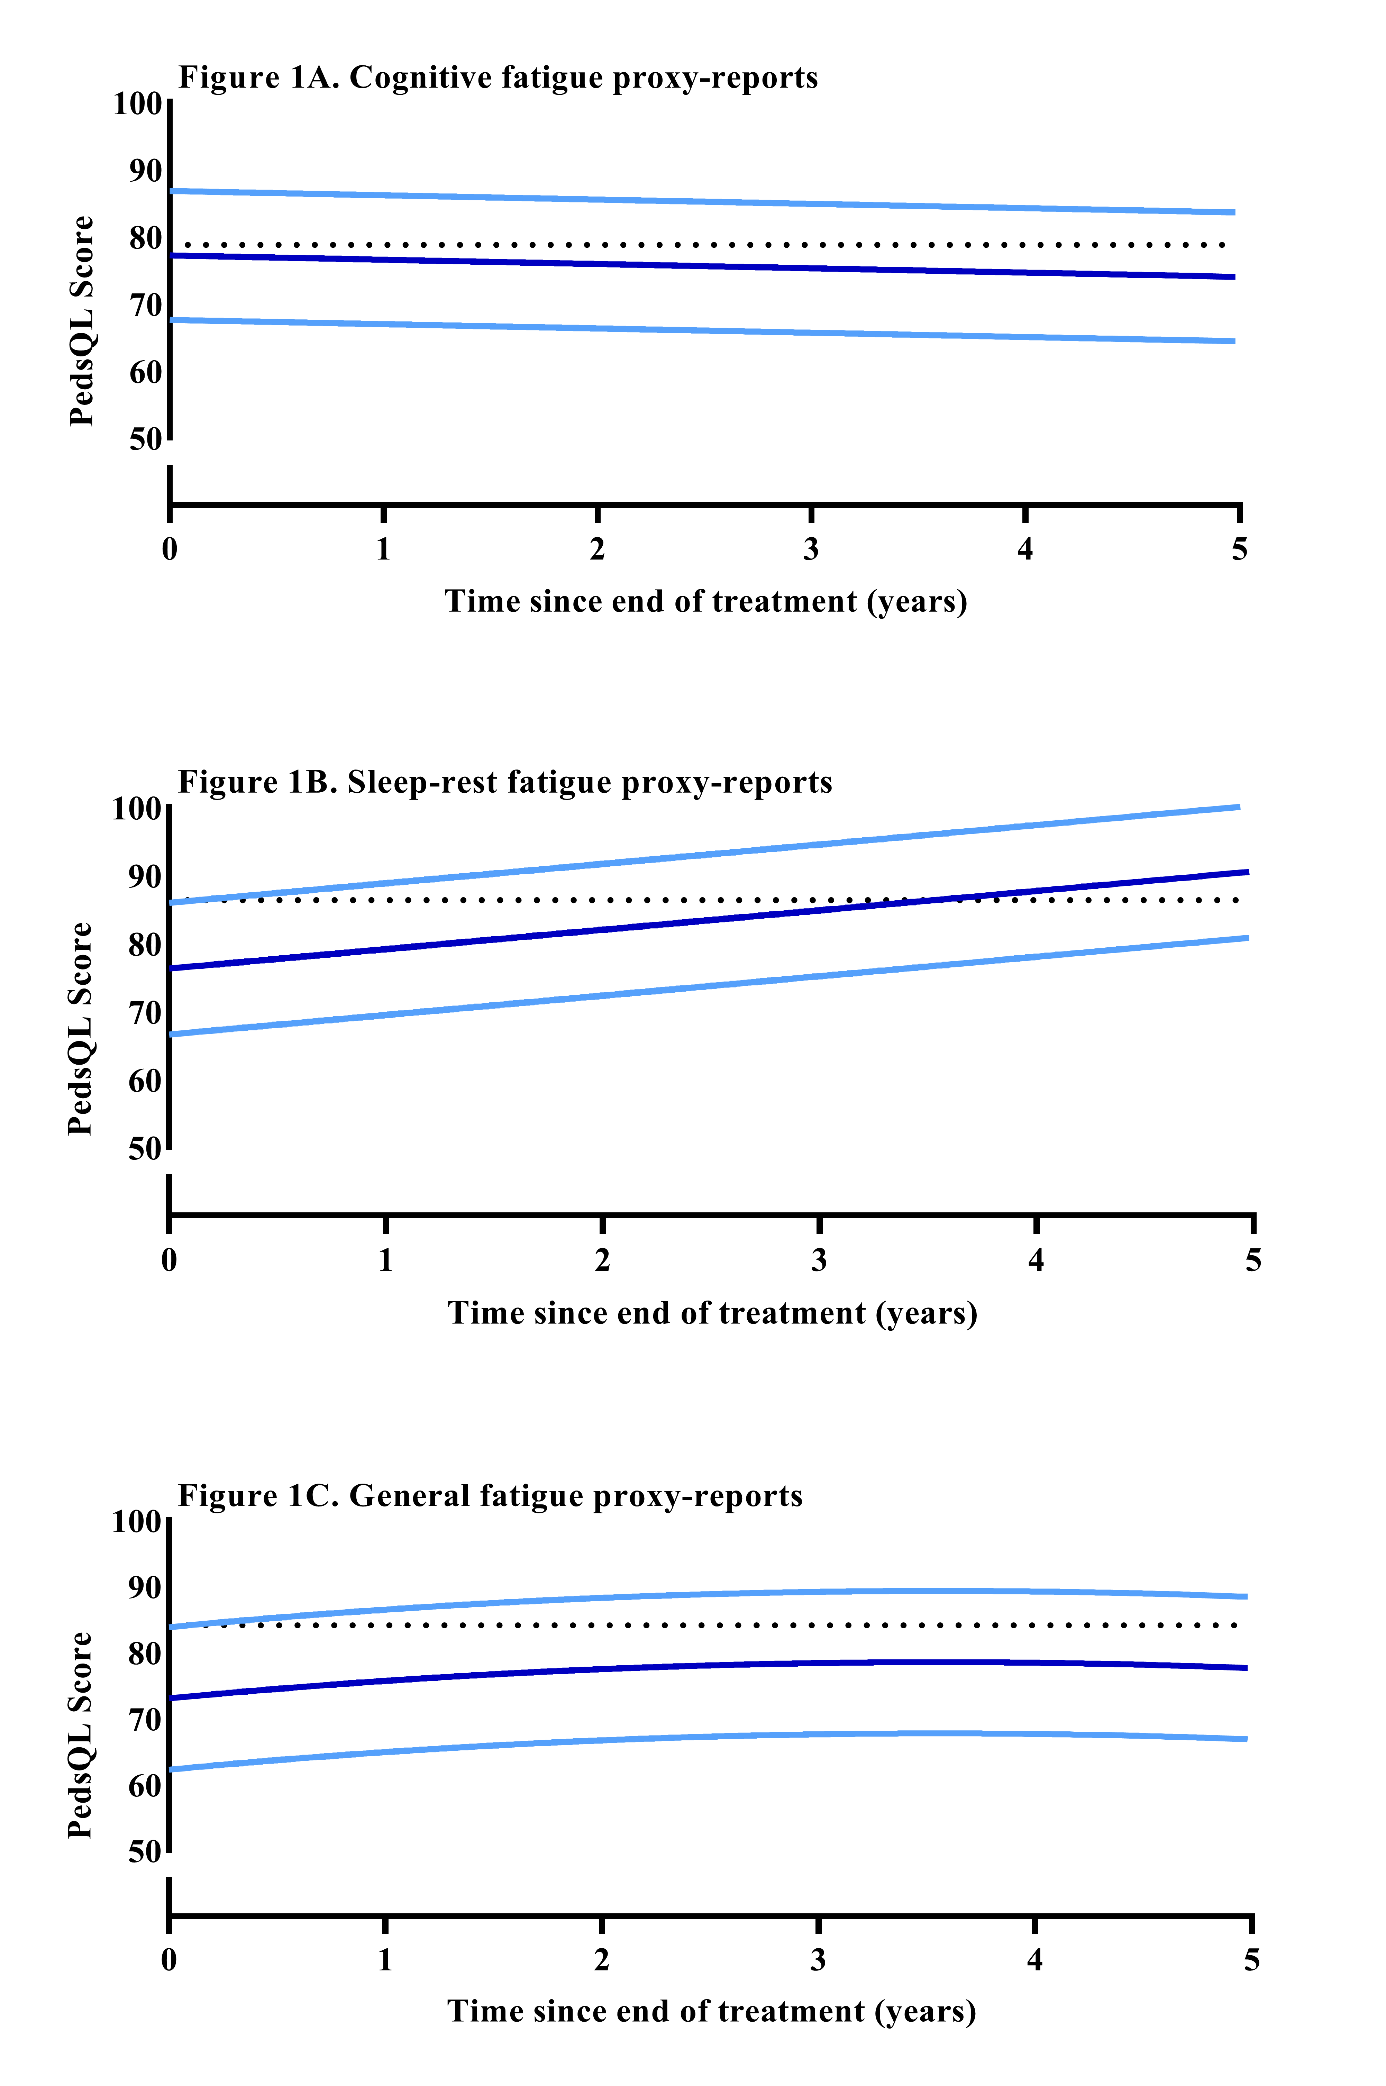 Figure 1A. Cognitive fatigue proxy-reports
100
90
80
70
60
50
PedsQL Score
0 1 2 3 4 5
Time since end of treatment (years)
Figure 1B. Sleep-rest fatigue proxy-reports
100
90
80
70
60
50
PedsQL Score
0 1 2 3 4 5
Time since end of treatment (years)
Figure 1C. General fatigue proxy-reports
100
90
80
70
60
50
PedsQL Score
0 1 2 3 4 5
Time since end of treatment (years)